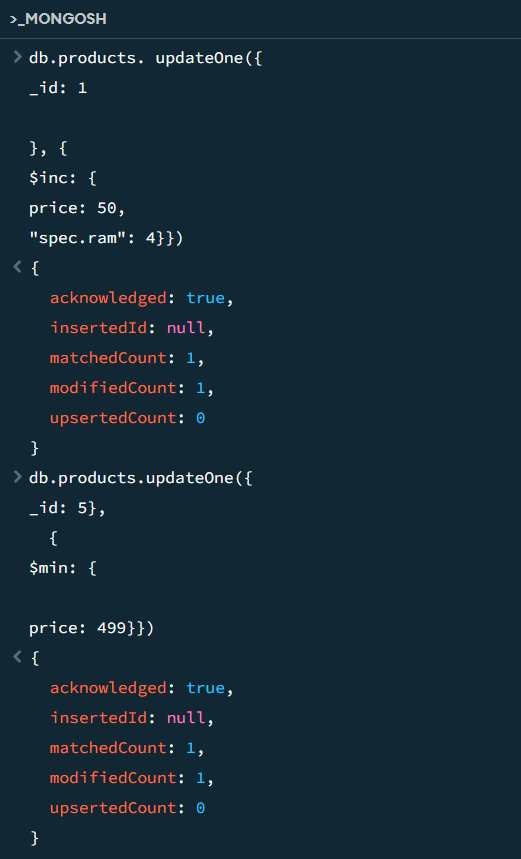 >_MONGOSH
> db.products. updateOne({
_id: 1
}, {
$inc: {
price: 50,
"spec.ram": 4}})
< {
acknowledged: true,
insertedId: null,
matchedCount: 1,
modifiedCount: 1,
upsertedCount: 0
}
> db.products.updateOne({
_id: 5},
{
$min: {
price: 499}})
< {
acknowledged: true,
insertedId: null,
matchedCount: 1,
modifiedCount: 1,
upsertedCount: 0
}